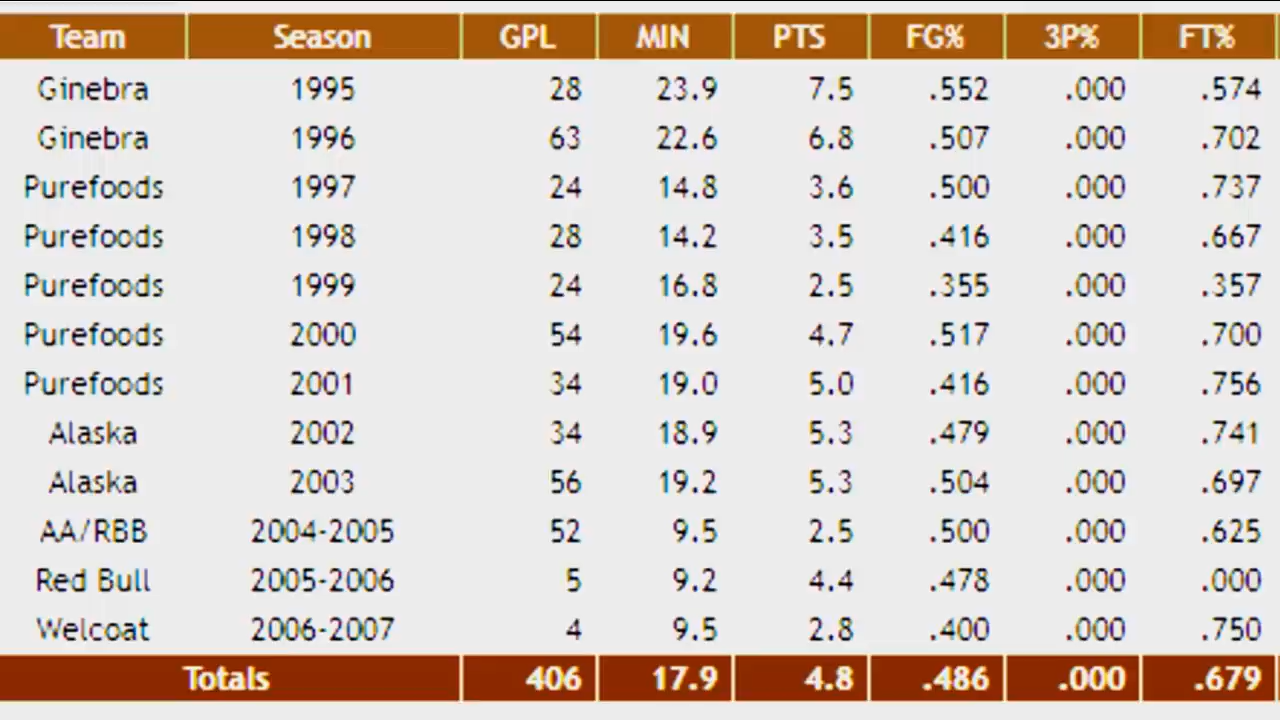 Team Season GPL MIN PTS FG% 3P% FT%
Ginebra 1995 28 23.9 7.5 .552 .000 .574
Ginebra 1996 63 22.6 6.8 .507 .000 .702
Purefoods 1997 24 14.8 3.6 .500 .000 .737
Purefoods 1998 28 14.2 3.5 .416 .000 .667
Purefoods 1999 24 16.8 2.5 .355 .000 .357
Purefoods 2000 54 19.6 4.7 .517 .000 .700
Purefoods 2001 34 19.0 5.0 .416 .000 .756
Alaska 2002 34 18.9 5.3 .479 .000 .741
Alaska 2003 56 19.2 5.3 .504 .000 .697
AA/RBB 2004-2005 52 9.5 2.5 .500 .000 .625
Red Bull 2005-2006 5 9.2 4.4 .478 .000 .000
Welcoat 2006-2007 4 9.5 2.8 .400 .000 .750
Totals 406 17.9 4.8 .486 .000 .679